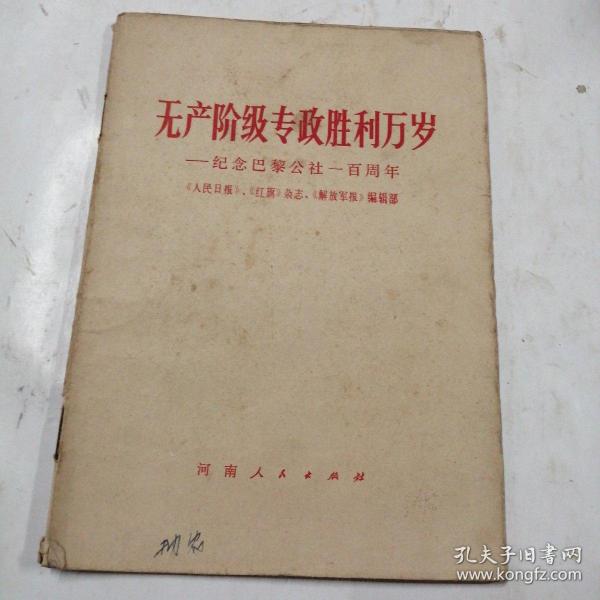 无产阶级专政胜利万岁
——纪念巴黎公社一百周年
《人民日报》、《红旗》杂志、《解放军报》编辑部
河南人民出版社
孔夫子旧书网
www.kongfz.com